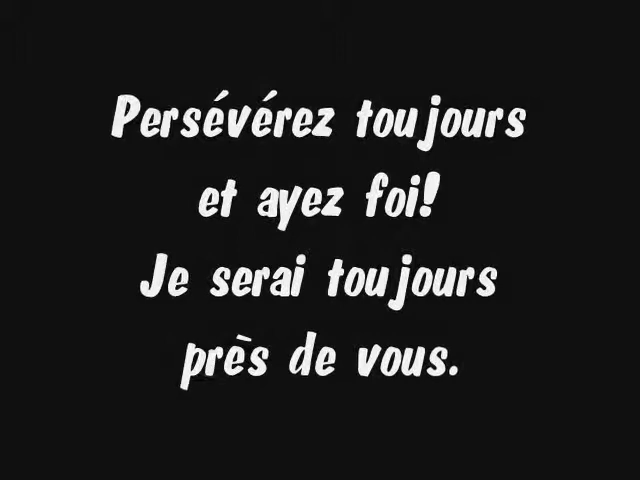 Persévérez toujours
et ayez foi!
Je serai toujours
près de vous.